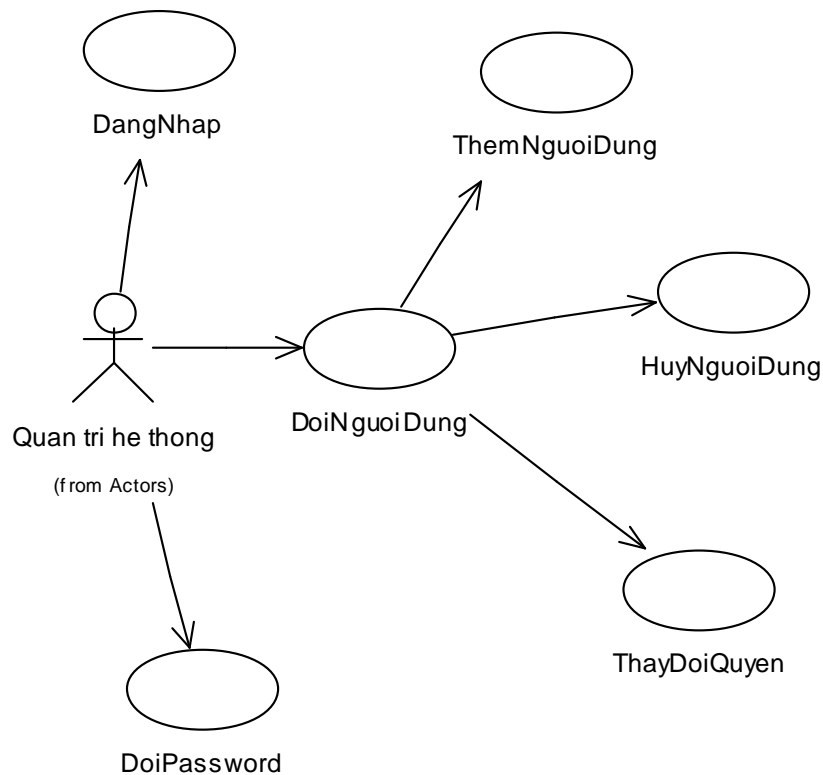 DangNhap
ThemNguoiDung
HuyNguoiDung
DoiNguoiDung
Quan tri he thong
(from Actors)
ThayDoiQuyen
DoiPassword